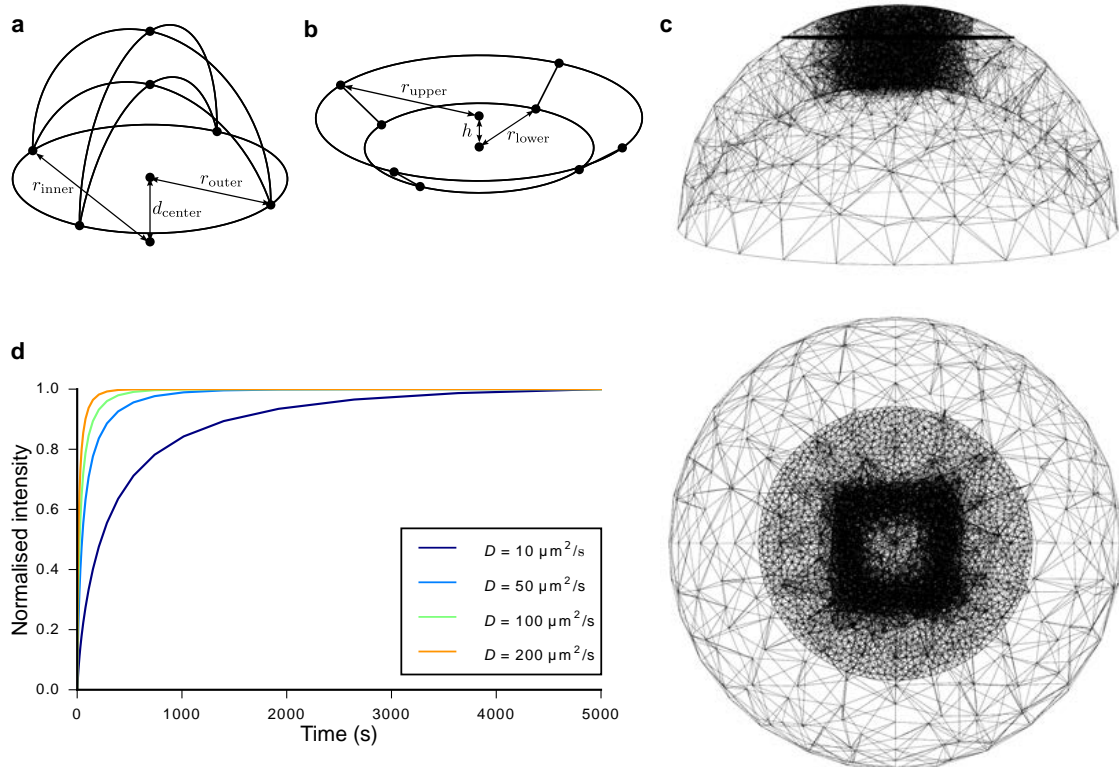 a
r_inner
r_outer
d_center
b
r_upper
h
r_lower
c
d
Normalised intensity
1.0
0.8
0.6
0.4
0.2
0.0
D = 10 µm²/s
D = 50 µm²/s
D = 100 µm²/s
D = 200 µm²/s
0 1000 2000 3000 4000 5000
Time (s)